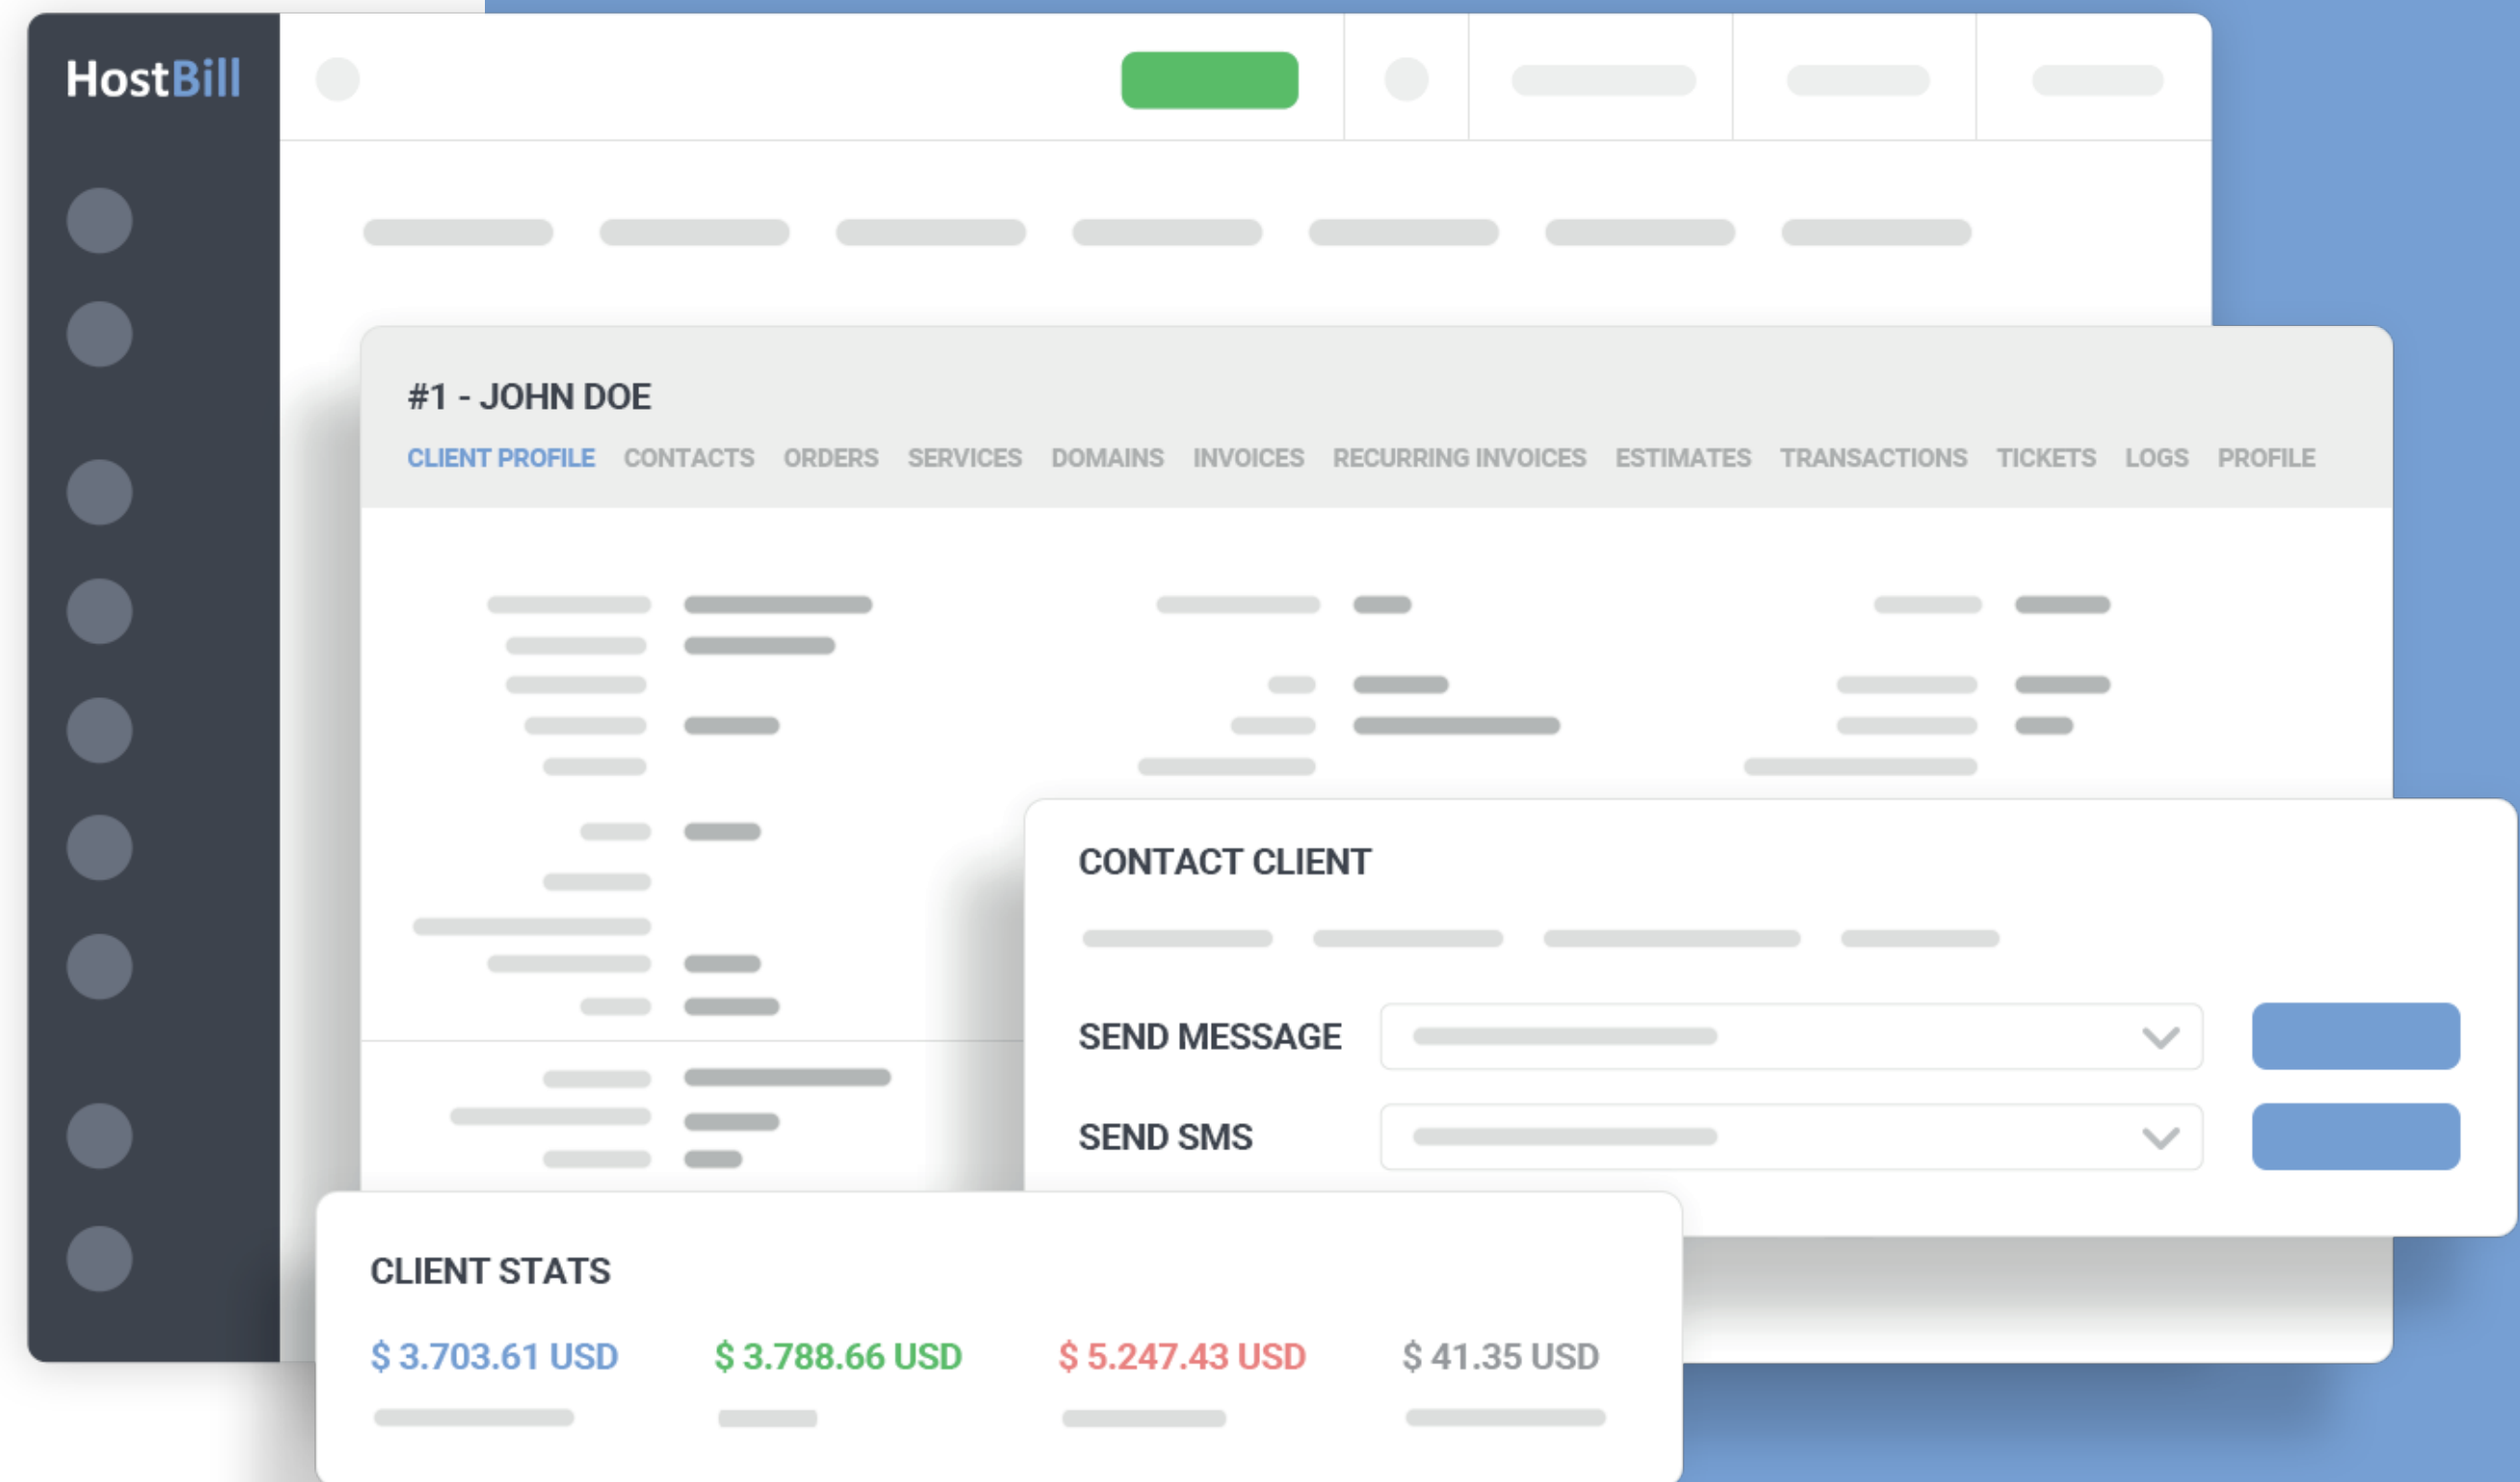 HostBill
#1 - JOHN DOE
CLIENT PROFILE CONTACTS ORDERS SERVICES DOMAINS INVOICES RECURRING INVOICES ESTIMATES TRANSACTIONS TICKETS LOGS PROFILE
CONTACT CLIENT
SEND MESSAGE
SEND SMS
CLIENT STATS
$ 3.703.61 USD $ 3.788.66 USD $ 5.247.43 USD $ 41.35 USD